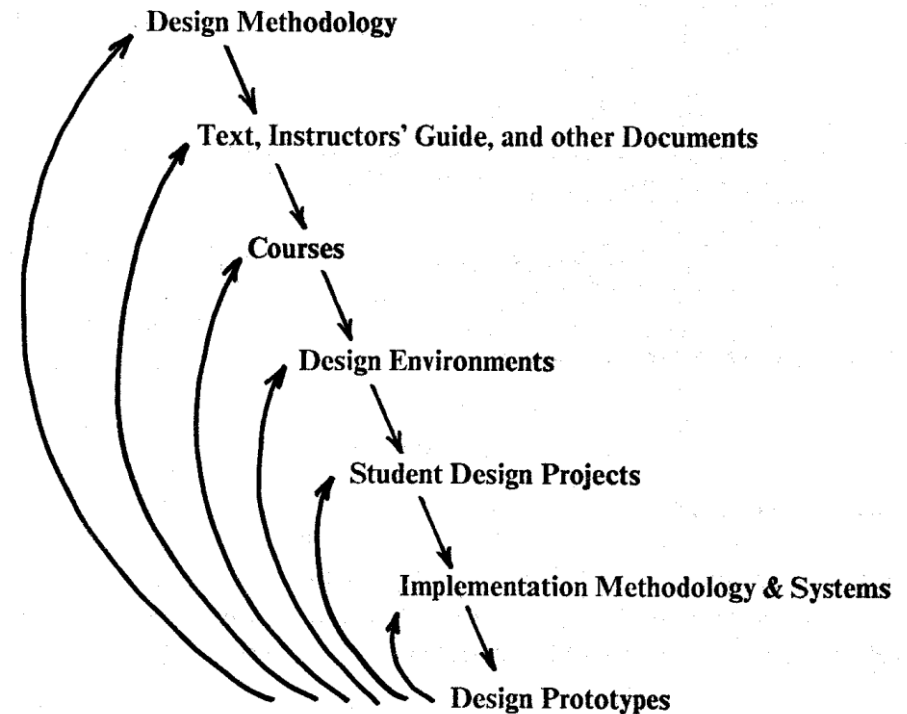 Design Methodology
Text, Instructors' Guide, and other Documents
Courses
Design Environments
Student Design Projects
Implementation Methodology & Systems
Design Prototypes